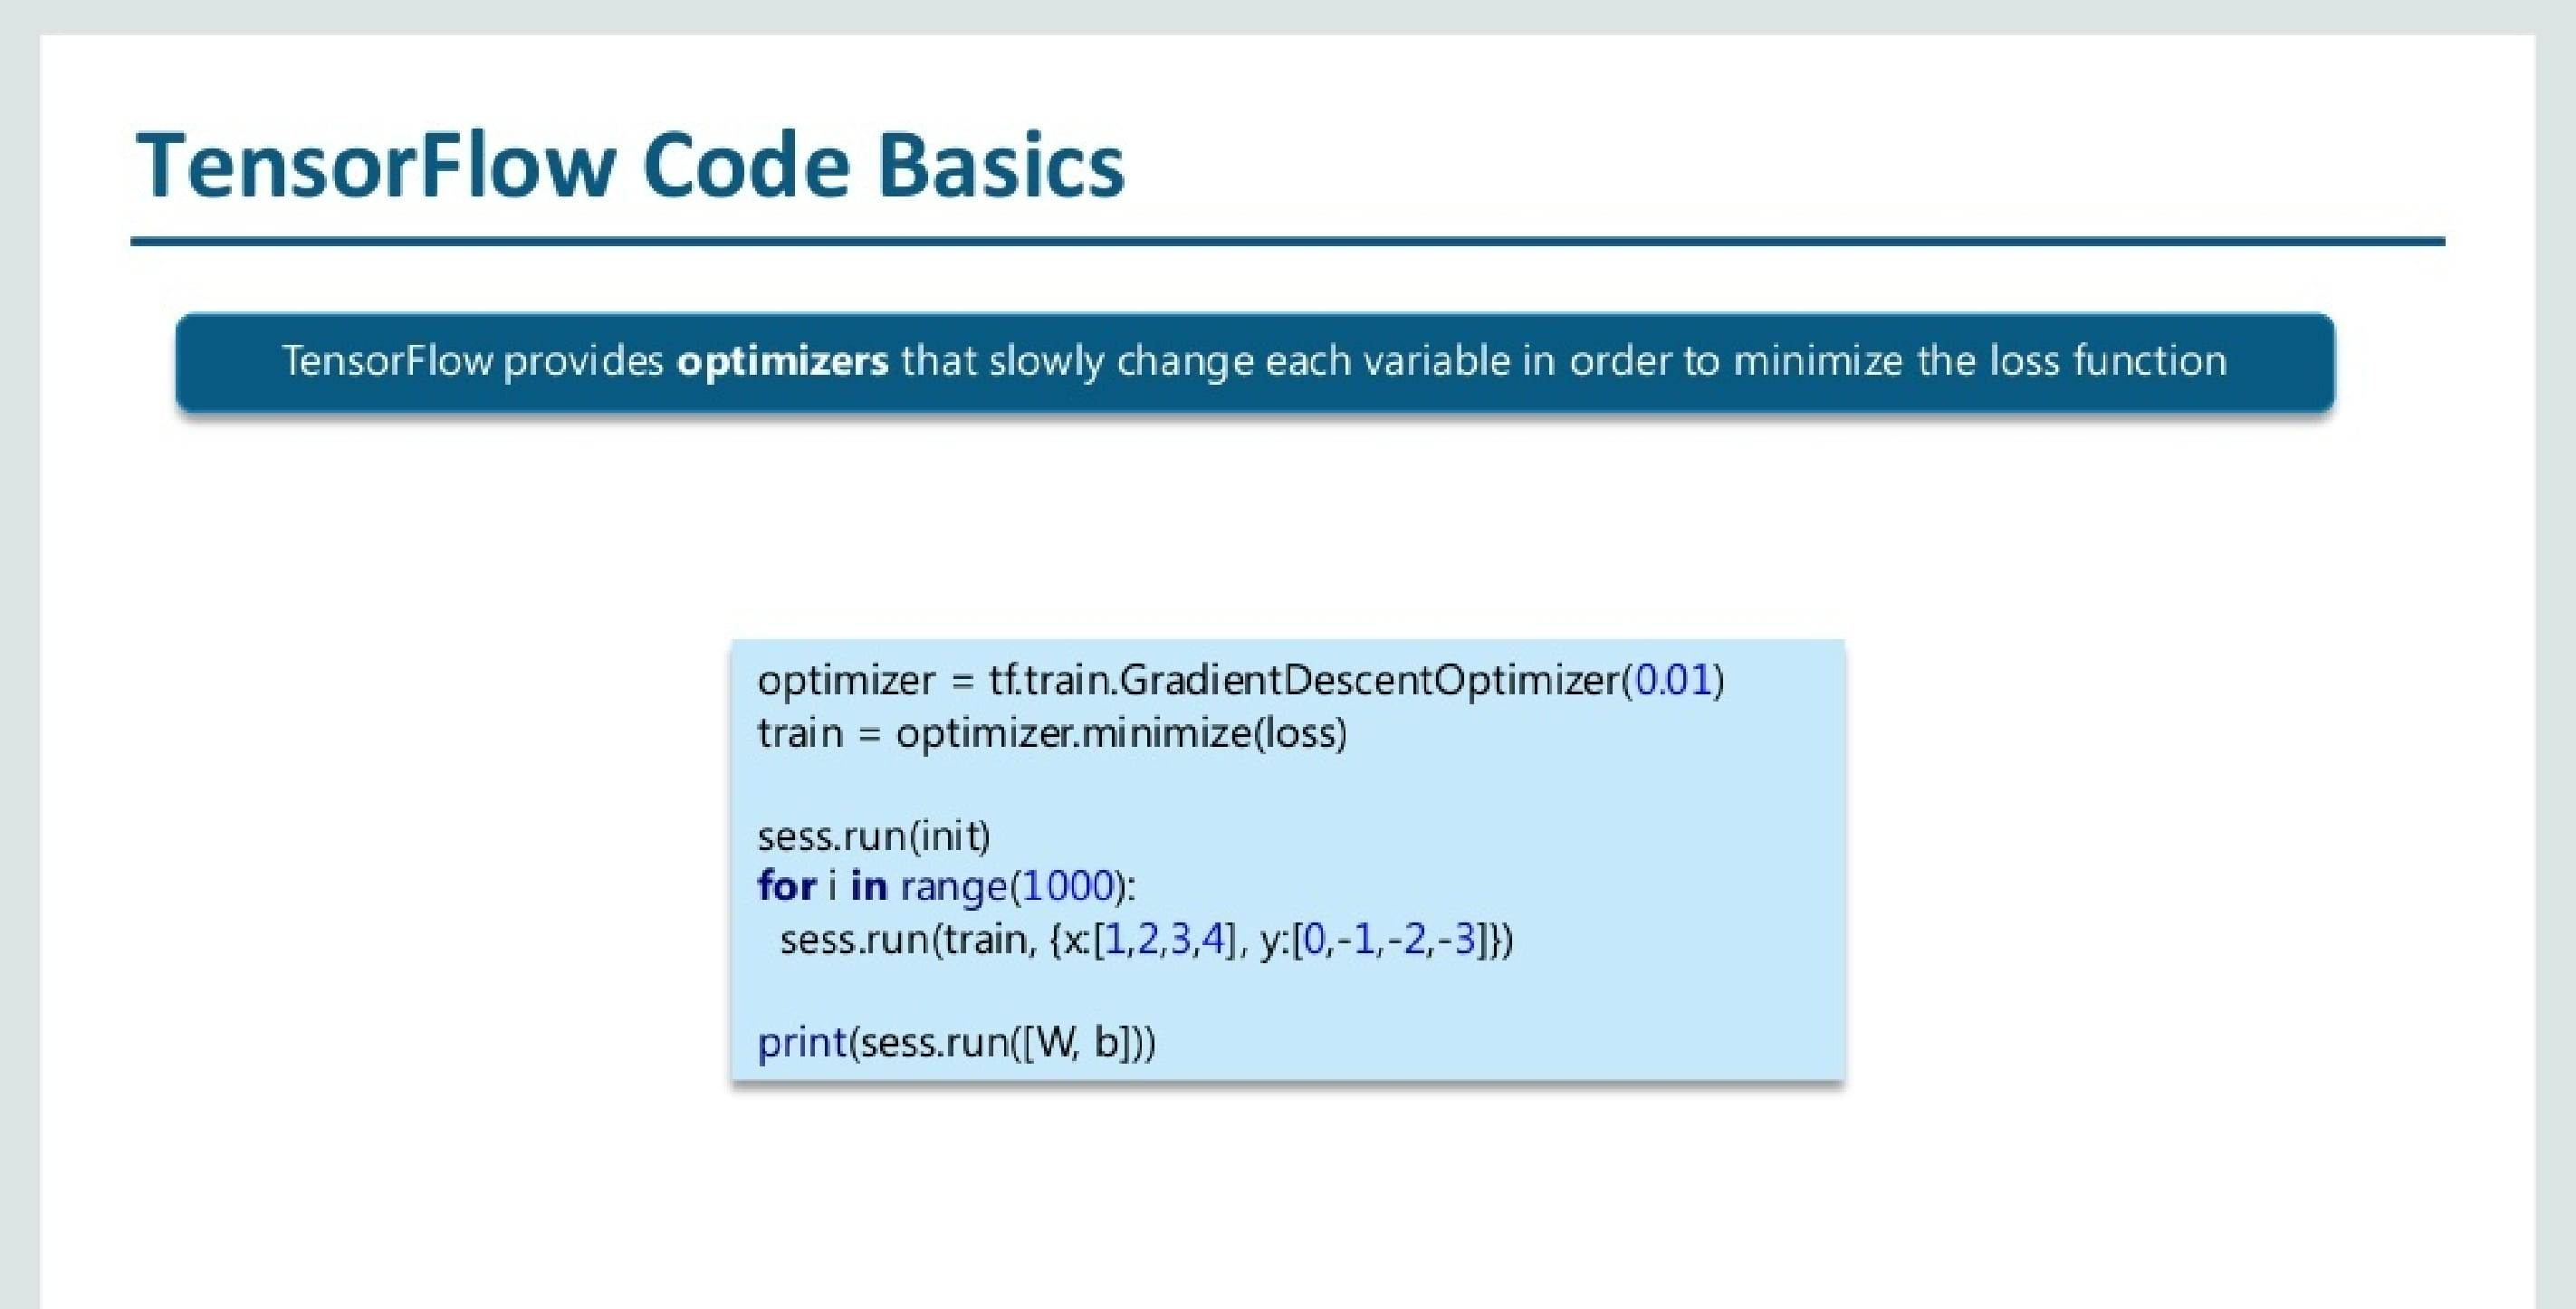 TensorFlow Code Basics
TensorFlow provides optimizers that slowly change each variable in order to minimize the loss function
optimizer = tf.train.GradientDescentOptimizer(0.01)
train = optimizer.minimize(loss)
sess.run(init)
for i in range(1000):
sess.run(train, {x:[1,2,3,4], y:[0,-1,-2,-3]})
print(sess.run([W, b]))